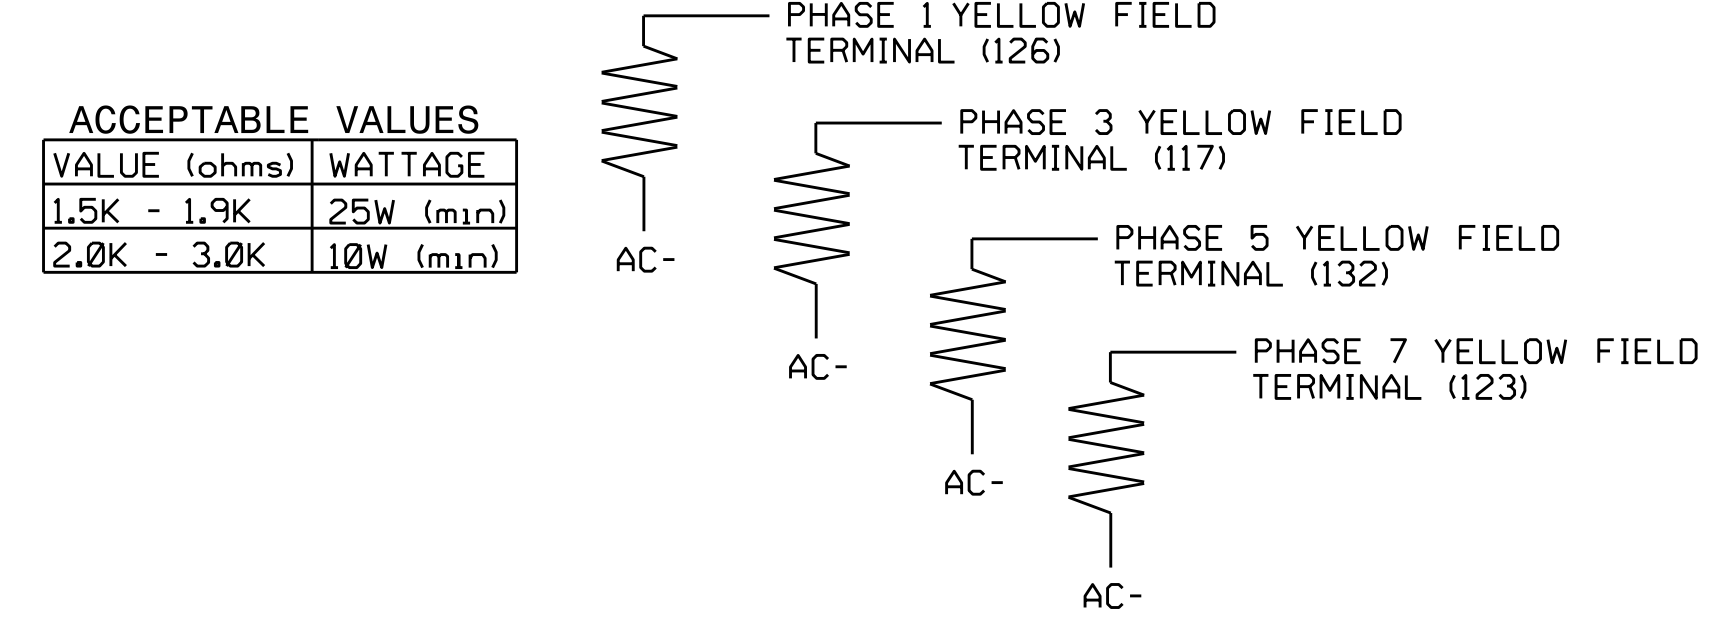 ACCEPTABLE VALUES
VALUE (ohms) WATTAGE
1.5K - 1.9K 25W (min)
2.0K - 3.0K 10W (min)
PHASE 1 YELLOW FIELD
TERMINAL (126)
AC-
PHASE 3 YELLOW FIELD
TERMINAL (117)
AC-
PHASE 5 YELLOW FIELD
TERMINAL (132)
AC-
PHASE 7 YELLOW FIELD
TERMINAL (123)
AC-